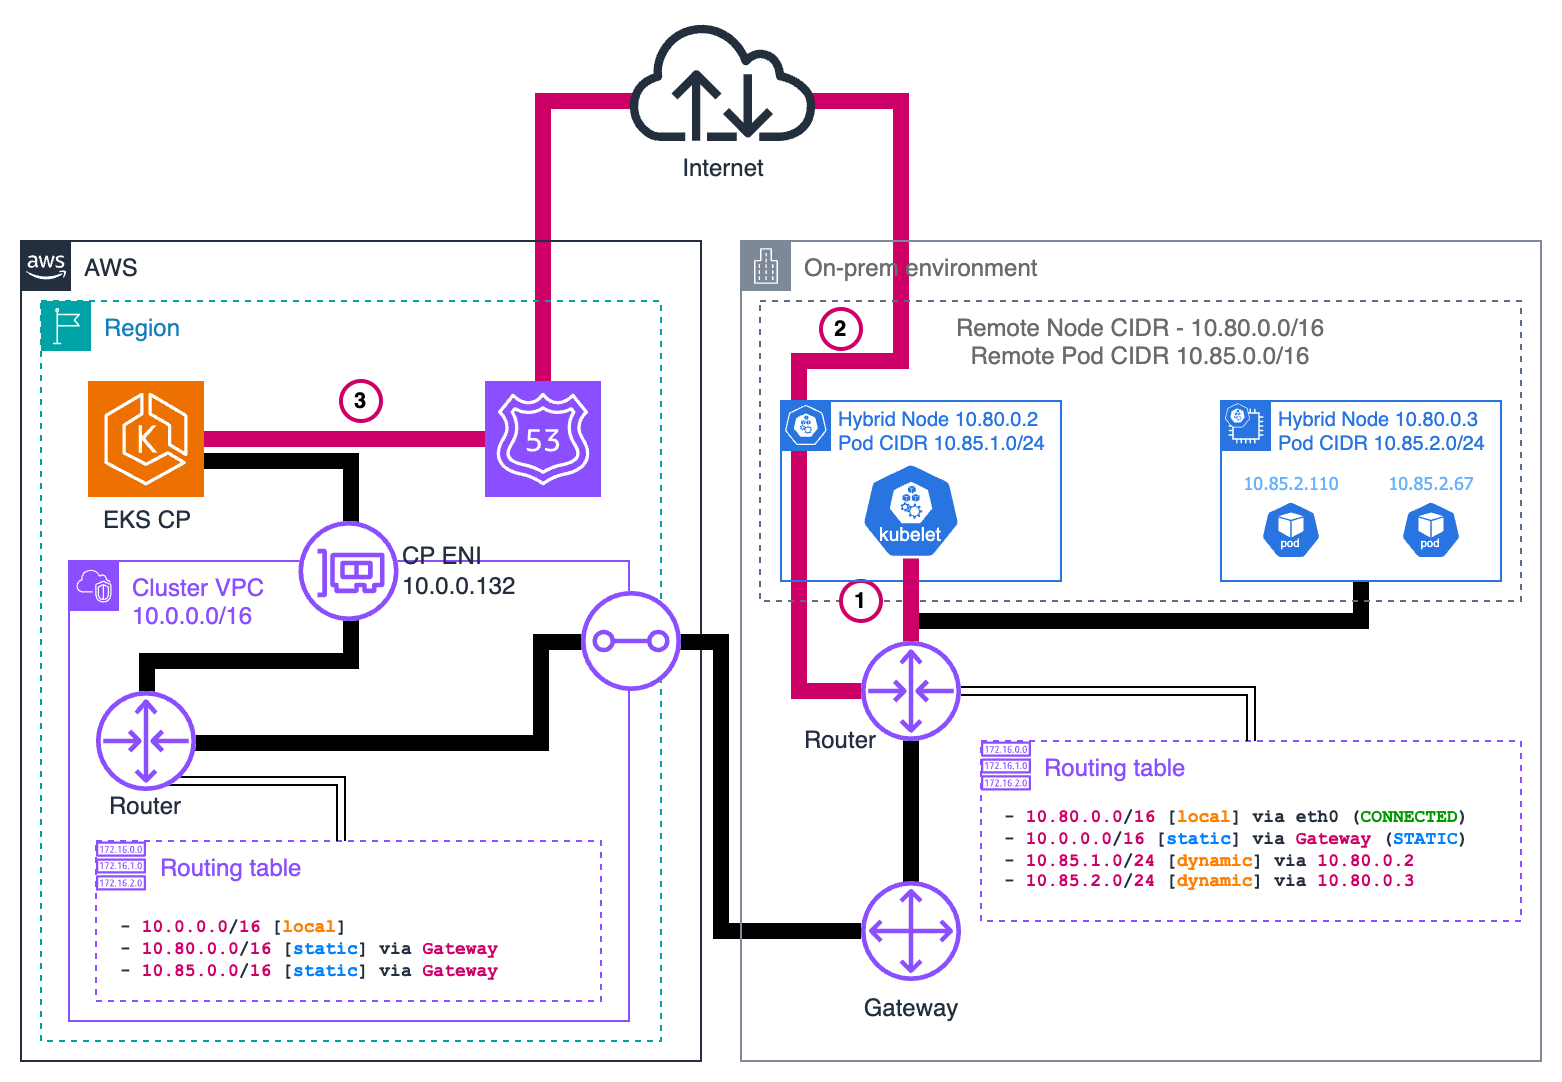 Internet
aws
AWS
On-prem environment
Region
2
Remote Node CIDR - 10.80.0.0/16
Remote Pod CIDR 10.85.0.0/16
3
K
53
EKS CP
Hybrid Node 10.80.0.2
Pod CIDR 10.85.1.0/24
kubelet
Hybrid Node 10.80.0.3
Pod CIDR 10.85.2.0/24
10.85.2.110
10.85.2.67
pod
pod
CP ENI
10.0.0.132
Cluster VPC
10.0.0.0/16
1
Router
Router
172.16.0.0
172.16.1.0
172.16.2.0
Routing table
- 10.80.0.0/16 [local] via eth0 (CONNECTED)
- 10.0.0.0/16 [static] via Gateway (STATIC)
- 10.85.1.0/24 [dynamic] via 10.80.0.2
- 10.85.2.0/24 [dynamic] via 10.80.0.3
172.16.0.0
172.16.1.0
172.16.2.0
Routing table
- 10.0.0.0/16 [local]
- 10.80.0.0/16 [static] via Gateway
- 10.85.0.0/16 [static] via Gateway
Gateway